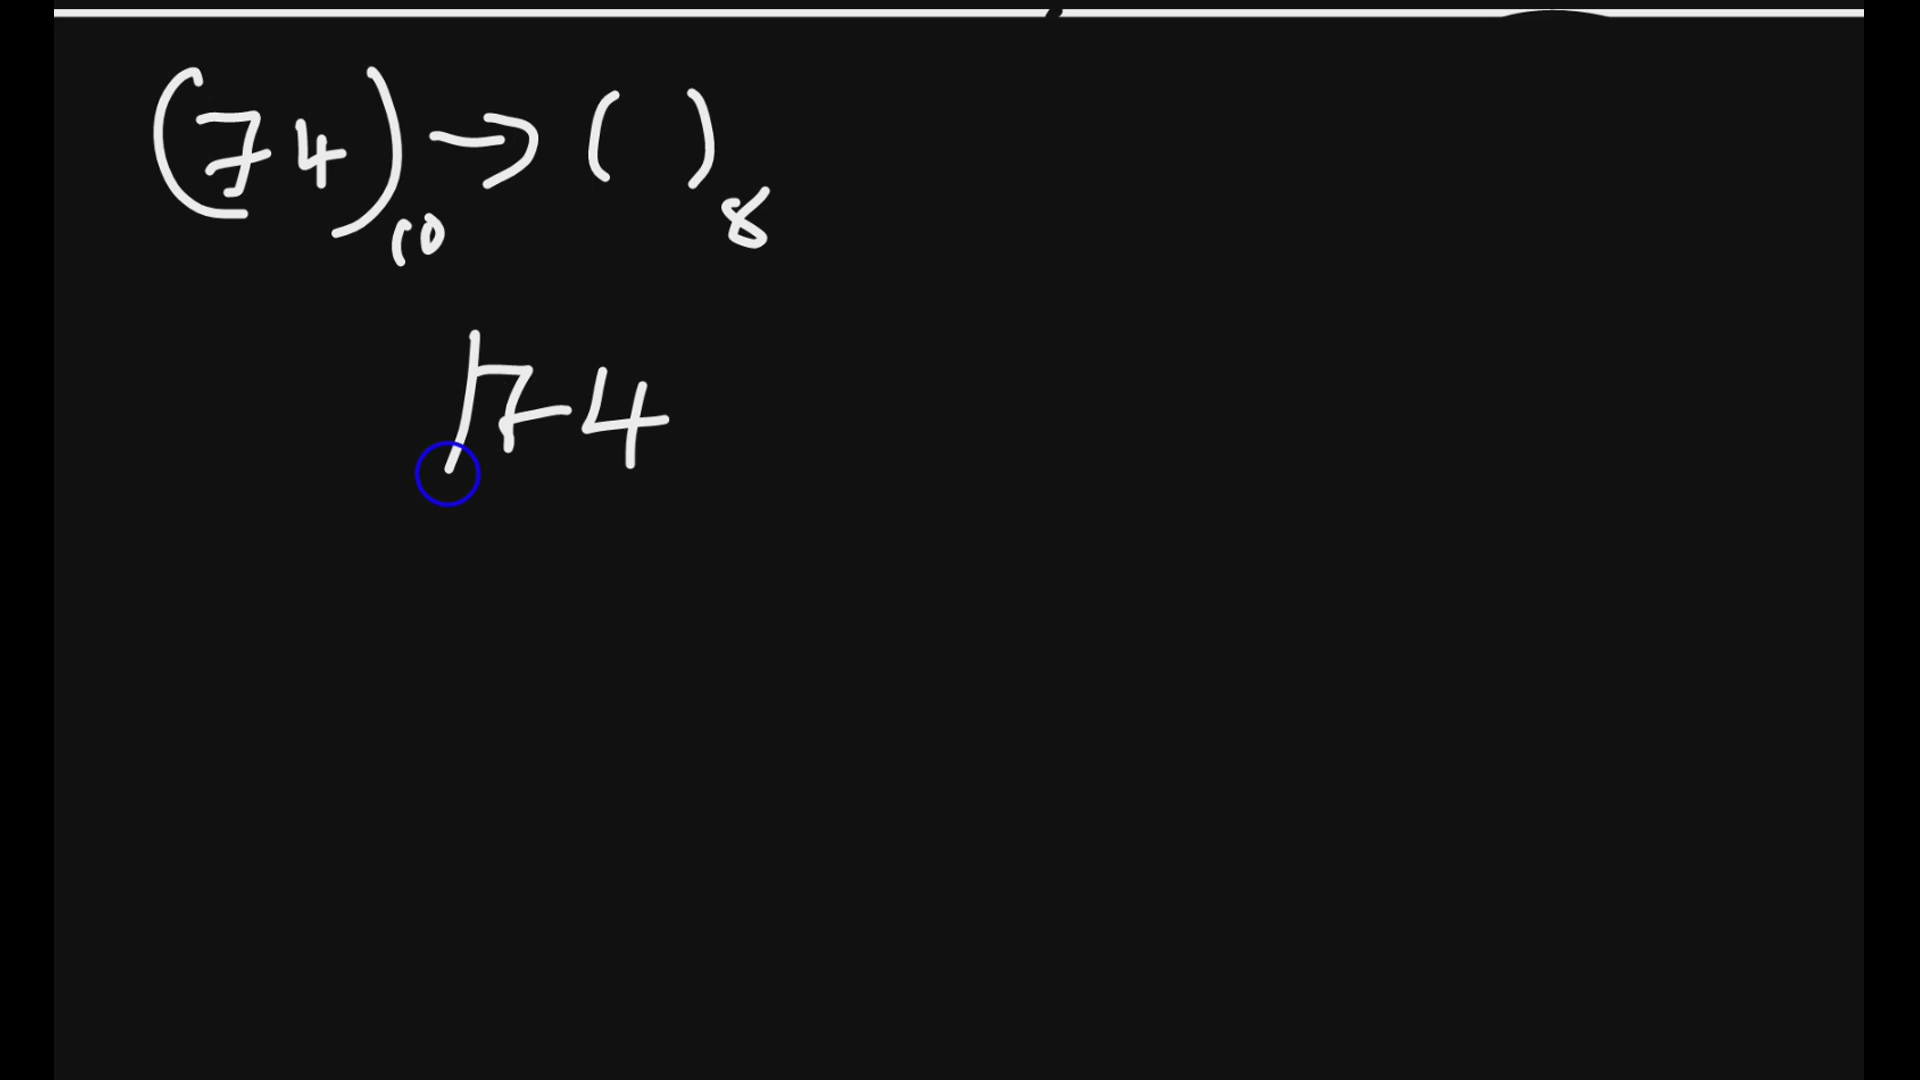 (74)₁₀ → ( )₈
74